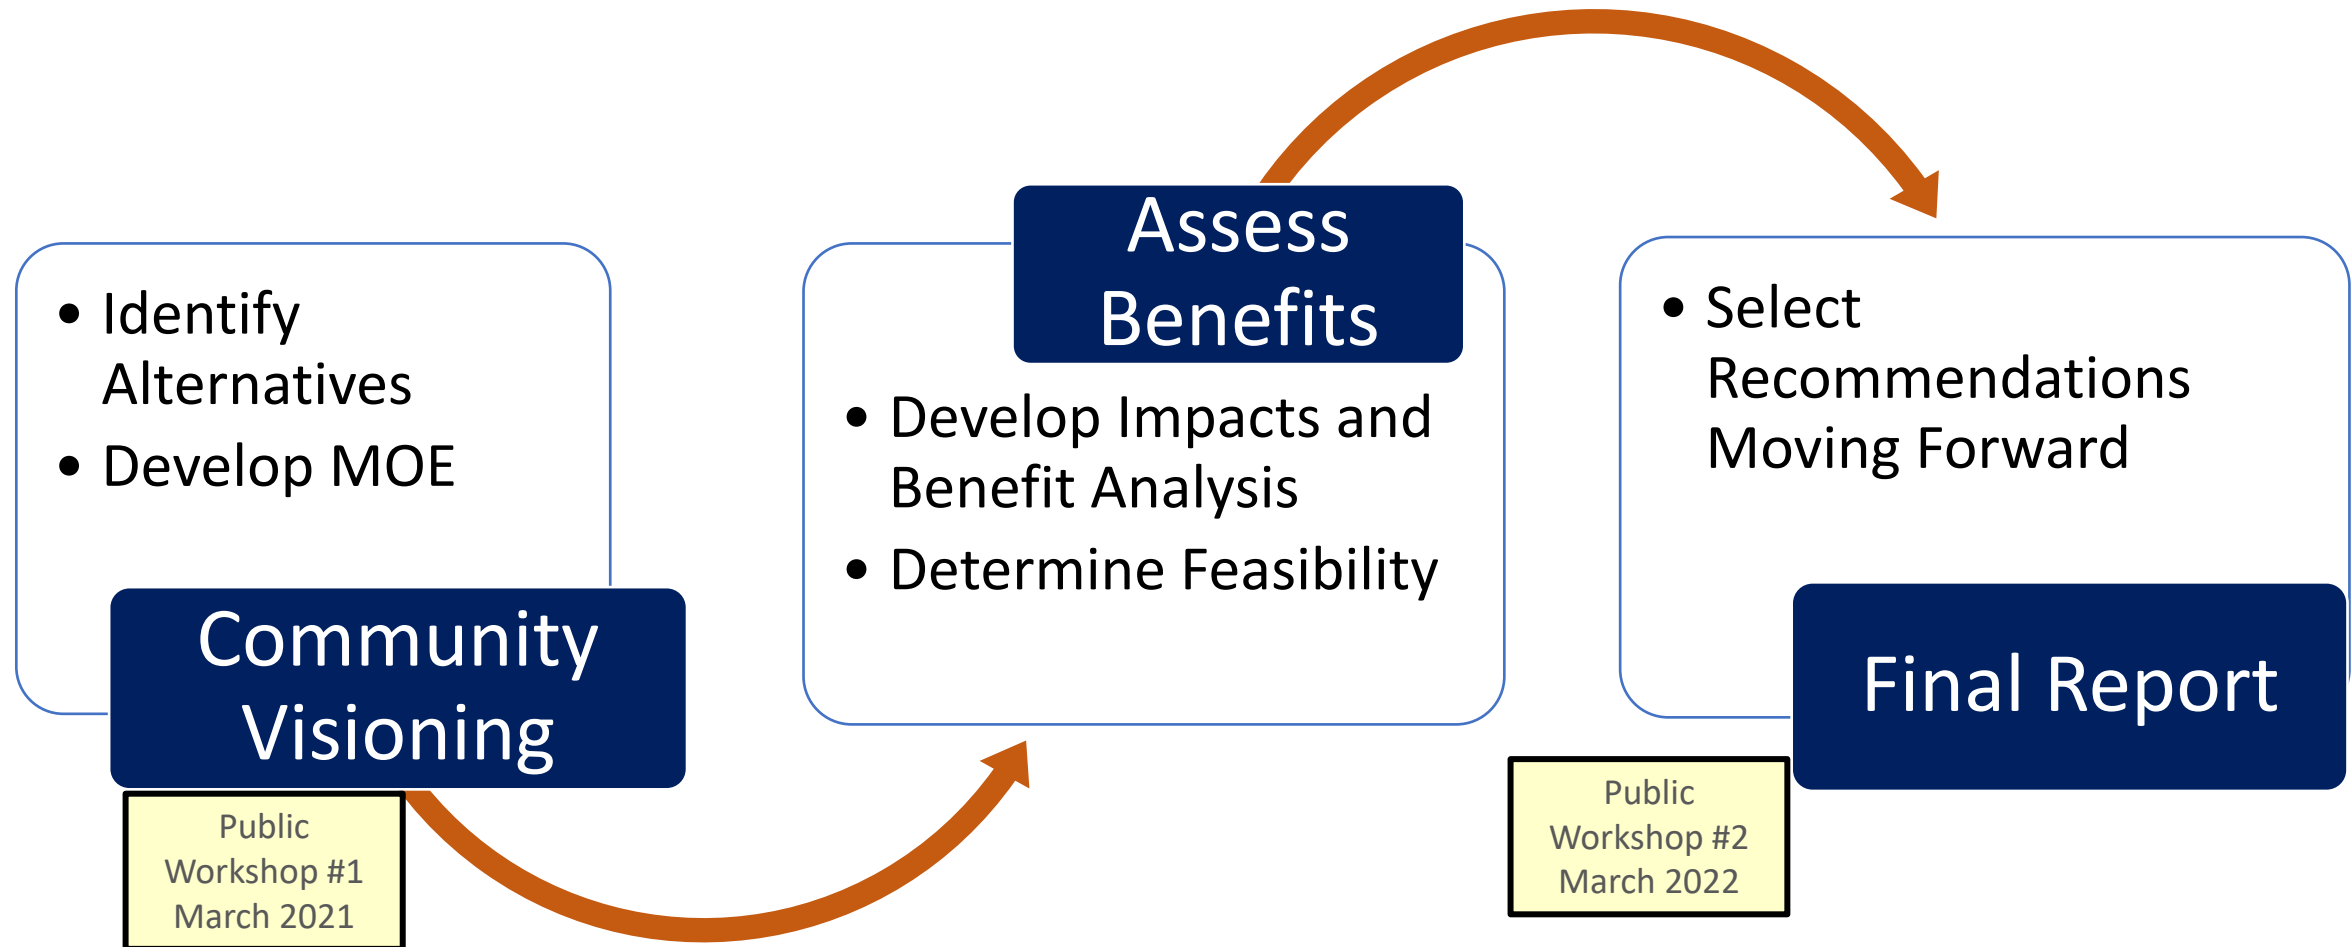 • Identify
Alternatives
• Develop MOE
Community
Visioning
Public
Workshop #1
March 2021
Assess
Benefits
• Develop Impacts and
Benefit Analysis
• Determine Feasibility
• Select
Recommendations
Moving Forward
Final Report
Public
Workshop #2
March 2022